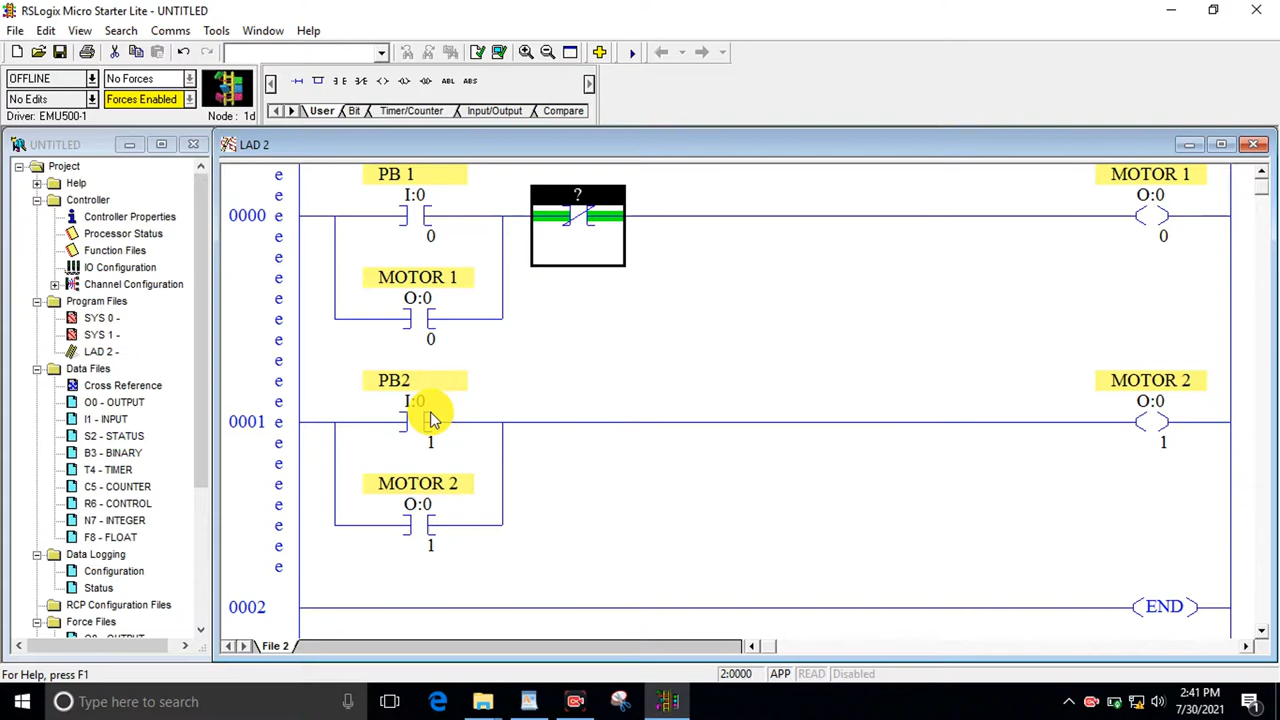 RSLogix Micro Starter Lite - UNTITLED
File Edit View Search Comms Tools Window Help
OFFLINE No Forces
No Edits Forces Enabled
Driver: EMU500-1 Node: 1d
ABL ABS
User Bit Timer/Counter Input/Output Compare
UNTITLED
Project
Help
Controller
Controller Properties
Processor Status
Function Files
IO Configuration
Channel Configuration
Program Files
SYS 0 -
SYS 1 -
LAD 2 -
Data Files
Cross Reference
O0 - OUTPUT
I1 - INPUT
S2 - STATUS
B3 - BINARY
T4 - TIMER
C5 - COUNTER
R6 - CONTROL
N7 - INTEGER
F8 - FLOAT
Data Logging
Configuration
Status
RCP Configuration Files
Force Files
O0 - OUTPUT
LAD 2
PB 1 MOTOR 1
e I:0 ? O:0
0000 e
e 0 0
e
e MOTOR 1
e O:0
e
e 0
e
e PB2 MOTOR 2
e I:0 O:0
0001 e
e 1 1
e
e MOTOR 2
e O:0
e
e 1
e
0002 END
File 2
For Help, press F1
2:0000 APP READ Disabled
Type here to search
2:41 PM
7/30/2021
1